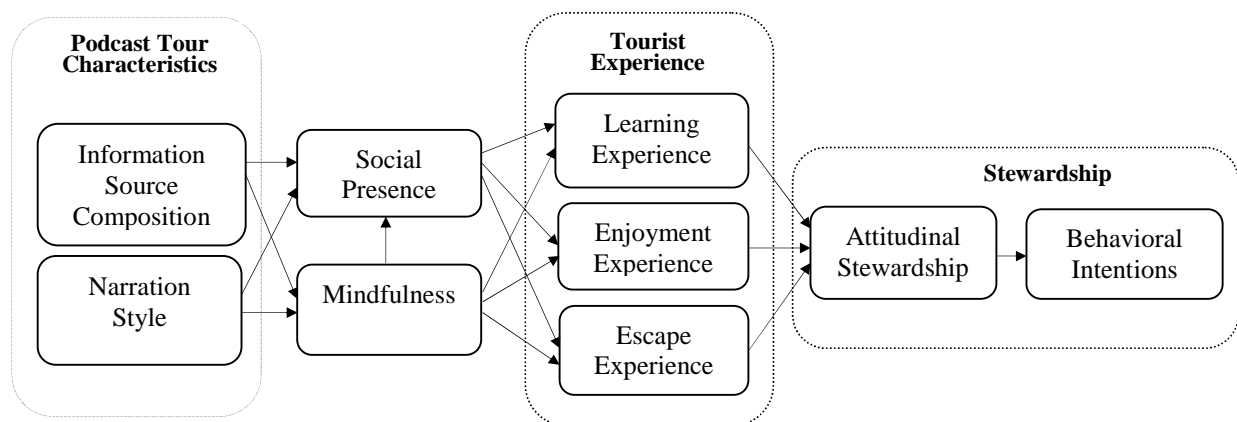 Podcast Tour
Characteristics
Information
Source
Composition
Narration
Style
Social
Presence
Mindfulness
Tourist
Experience
Learning
Experience
Enjoyment
Experience
Escape
Experience
Stewardship
Attitudinal
Stewardship
Behavioral
Intentions